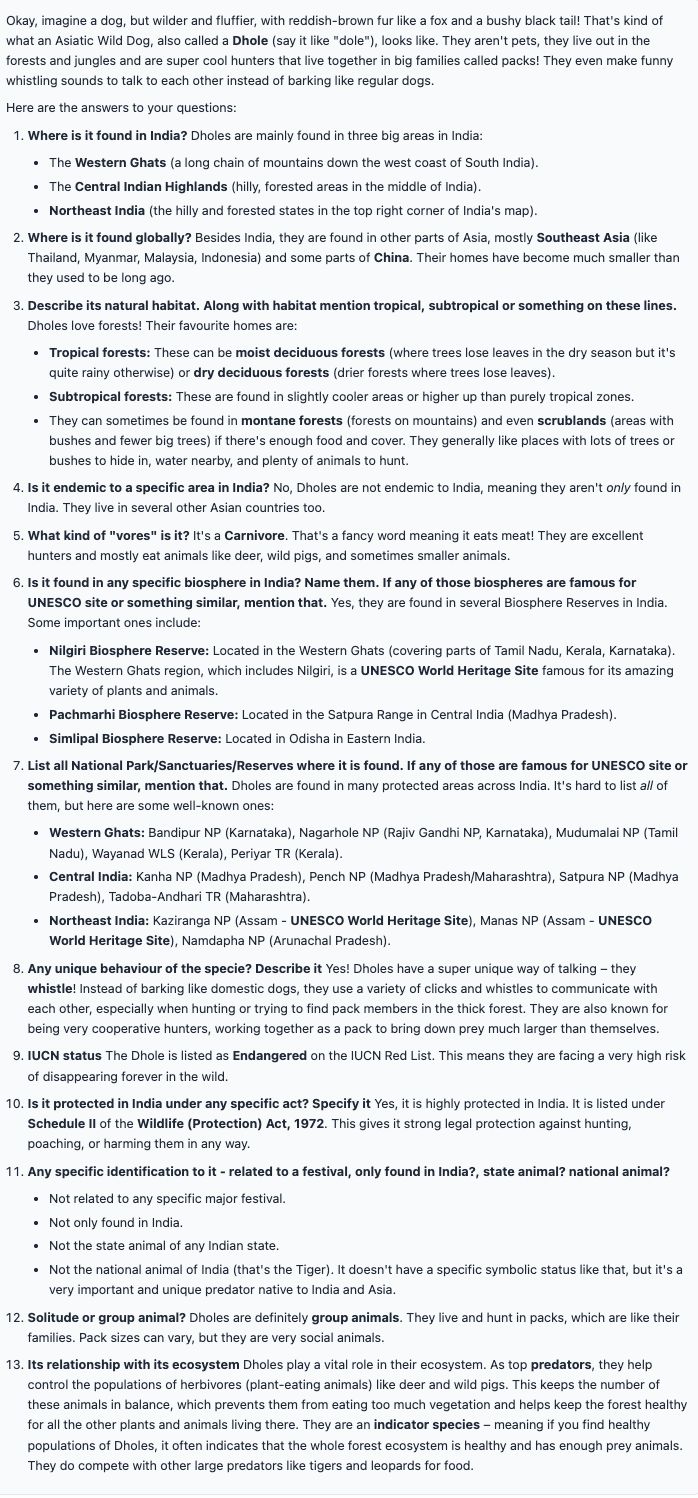 Okay, imagine a dog, but wilder and fluffier, with reddish-brown fur like a fox and a bushy black tail! That's kind of
what an Asiatic Wild Dog, also called a Dhole (say it like "dole"), looks like. They aren't pets, they live out in the
forests and jungles and are super cool hunters that live together in big families called packs! They even make funny
whistling sounds to talk to each other instead of barking like regular dogs.
Here are the answers to your questions:
1. Where is it found in India? Dholes are mainly found in three big areas in India:
• The Western Ghats (a long chain of mountains down the west coast of South India).
• The Central Indian Highlands (hilly, forested areas in the middle of India).
• Northeast India (the hilly and forested states in the top right corner of India's map).
2. Where is it found globally? Besides India, they are found in other parts of Asia, mostly Southeast Asia (like
Thailand, Myanmar, Malaysia, Indonesia) and some parts of China. Their homes have become much smaller than
they used to be long ago.
3. Describe its natural habitat. Along with habitat mention tropical, subtropical or something on these lines.
Dholes love forests! Their favourite homes are:
• Tropical forests: These can be moist deciduous forests (where trees lose leaves in the dry season but it's
quite rainy otherwise) or dry deciduous forests (drier forests where trees lose leaves).
• Subtropical forests: These are found in slightly cooler areas or higher up than purely tropical zones.
• They can sometimes be found in montane forests (forests on mountains) and even scrublands (areas with
bushes and fewer big trees) if there's enough food and cover. They generally like places with lots of trees or
bushes to hide in, water nearby, and plenty of animals to hunt.
4. Is it endemic to a specific area in India? No, Dholes are not endemic to India, meaning they aren't only found in
India. They live in several other Asian countries too.
5. What kind of "vores" is it? It's a Carnivore. That's a fancy word meaning it eats meat! They are excellent
hunters and mostly eat animals like deer, wild pigs, and sometimes smaller animals.
6. Is it found in any specific biosphere in India? Name them. If any of those biospheres are famous for
UNESCO site or something similar, mention that. Yes, they are found in several Biosphere Reserves in India.
Some important ones include:
• Nilgiri Biosphere Reserve: Located in the Western Ghats (covering parts of Tamil Nadu, Kerala, Karnataka).
The Western Ghats region, which includes Nilgiri, is a UNESCO World Heritage Site famous for its amazing
variety of plants and animals.
• Pachmarhi Biosphere Reserve: Located in the Satpura Range in Central India (Madhya Pradesh).
• Simlipal Biosphere Reserve: Located in Odisha in Eastern India.
7. List all National Park/Sanctuaries/Reserves where it is found. If any of those are famous for UNESCO site or
something similar, mention that. Dholes are found in many protected areas across India. It's hard to list all of
them, but here are some well-known ones:
• Western Ghats: Bandipur NP (Karnataka), Nagarhole NP (Rajiv Gandhi NP, Karnataka), Mudumalai NP (Tamil
Nadu), Wayanad WLS (Kerala), Periyar TR (Kerala).
• Central India: Kanha NP (Madhya Pradesh), Pench NP (Madhya Pradesh/Maharashtra), Satpura NP (Madhya
Pradesh), Tadoba-Andhari TR (Maharashtra).
• Northeast India: Kaziranga NP (Assam - UNESCO World Heritage Site), Manas NP (Assam - UNESCO
World Heritage Site), Namdapha NP (Arunachal Pradesh).
8. Any unique behaviour of the specie? Describe it Yes! Dholes have a super unique way of talking – they
whistle! Instead of barking like domestic dogs, they use a variety of clicks and whistles to communicate with
each other, especially when hunting or trying to find pack members in the thick forest. They are also known for
being very cooperative hunters, working together as a pack to bring down prey much larger than themselves.
9. IUCN status The Dhole is listed as Endangered on the IUCN Red List. This means they are facing a very high risk
of disappearing forever in the wild.
10. Is it protected in India under any specific act? Specify it Yes, it is highly protected in India. It is listed under
Schedule II of the Wildlife (Protection) Act, 1972. This gives it strong legal protection against hunting,
poaching, or harming them in any way.
11. Any specific identification to it - related to a festival, only found in India?, state animal? national animal?
• Not related to any specific major festival.
• Not only found in India.
• Not the state animal of any Indian state.
• Not the national animal of India (that's the Tiger). It doesn't have a specific symbolic status like that, but it's a
very important and unique predator native to India and Asia.
12. Solitude or group animal? Dholes are definitely group animals. They live and hunt in packs, which are like their
families. Pack sizes can vary, but they are very social animals.
13. Its relationship with its ecosystem Dholes play a vital role in their ecosystem. As top predators, they help
control the populations of herbivores (plant-eating animals) like deer and wild pigs. This keeps the number of
these animals in balance, which prevents them from eating too much vegetation and helps keep the forest healthy
for all the other plants and animals living there. They are an indicator species – meaning if you find healthy
populations of Dholes, it often indicates that the whole forest ecosystem is healthy and has enough prey animals.
They do compete with other large predators like tigers and leopards for food.